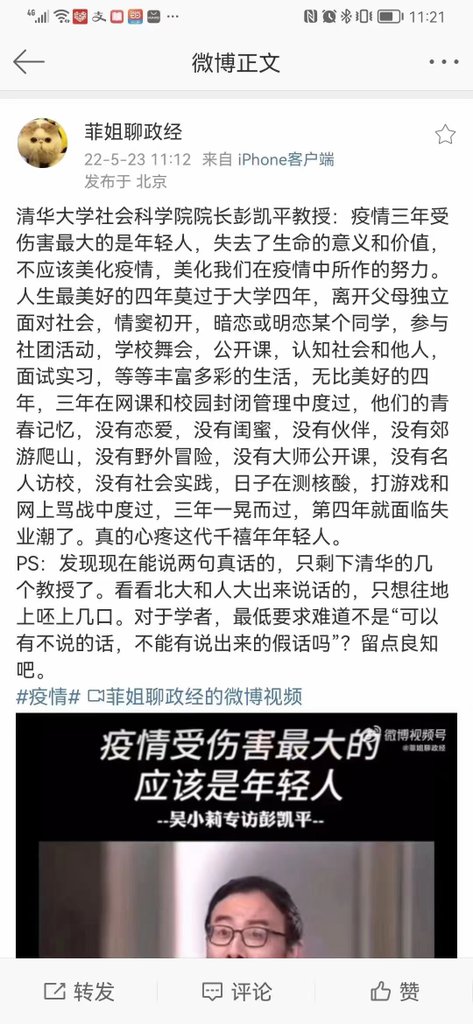 4G
11:21
微博正文
菲姐聊政经
22-5-23 11:12 来自 iPhone客户端
发布于 北京
清华大学社会科学院院长彭凯平教授：疫情三年受
伤害最大的是年轻人，失去了生命的意义和价值，
不应该美化疫情，美化我们在疫情中所作的努力。
人生最美好的四年莫过于大学四年，离开父母独立
面对社会，情窦初开，暗恋或明恋某个同学，参与
社团活动，学校舞会，公开课，认知社会和他人，
面试实习，等等丰富多彩的生活，无比美好的四
年，三年在网课和校园封闭管理中度过，他们的青
春记忆，没有恋爱，没有闺蜜，没有伙伴，没有郊
游爬山，没有野外冒险，没有大师公开课，没有名
人访校，没有社会实践，日子在测核酸，打游戏和
网上骂战中度过，三年一晃而过，第四年就面临失
业潮了。真的心疼这代千禧年年轻人。
PS：发现现在能说两句真话的，只剩下清华的几
个教授了。看看北大和人大出来说话的，只想往地
上呸上几口。对于学者，最低要求难道不是“可以
有不说的话，不能有说出来的假话吗”？留点良知
吧。
#疫情# 菲姐聊政经的微博视频
微博视频号
@菲姐聊政经
疫情受伤害最大的
应该是年轻人
--吴小莉专访彭凯平--
转发
评论
赞